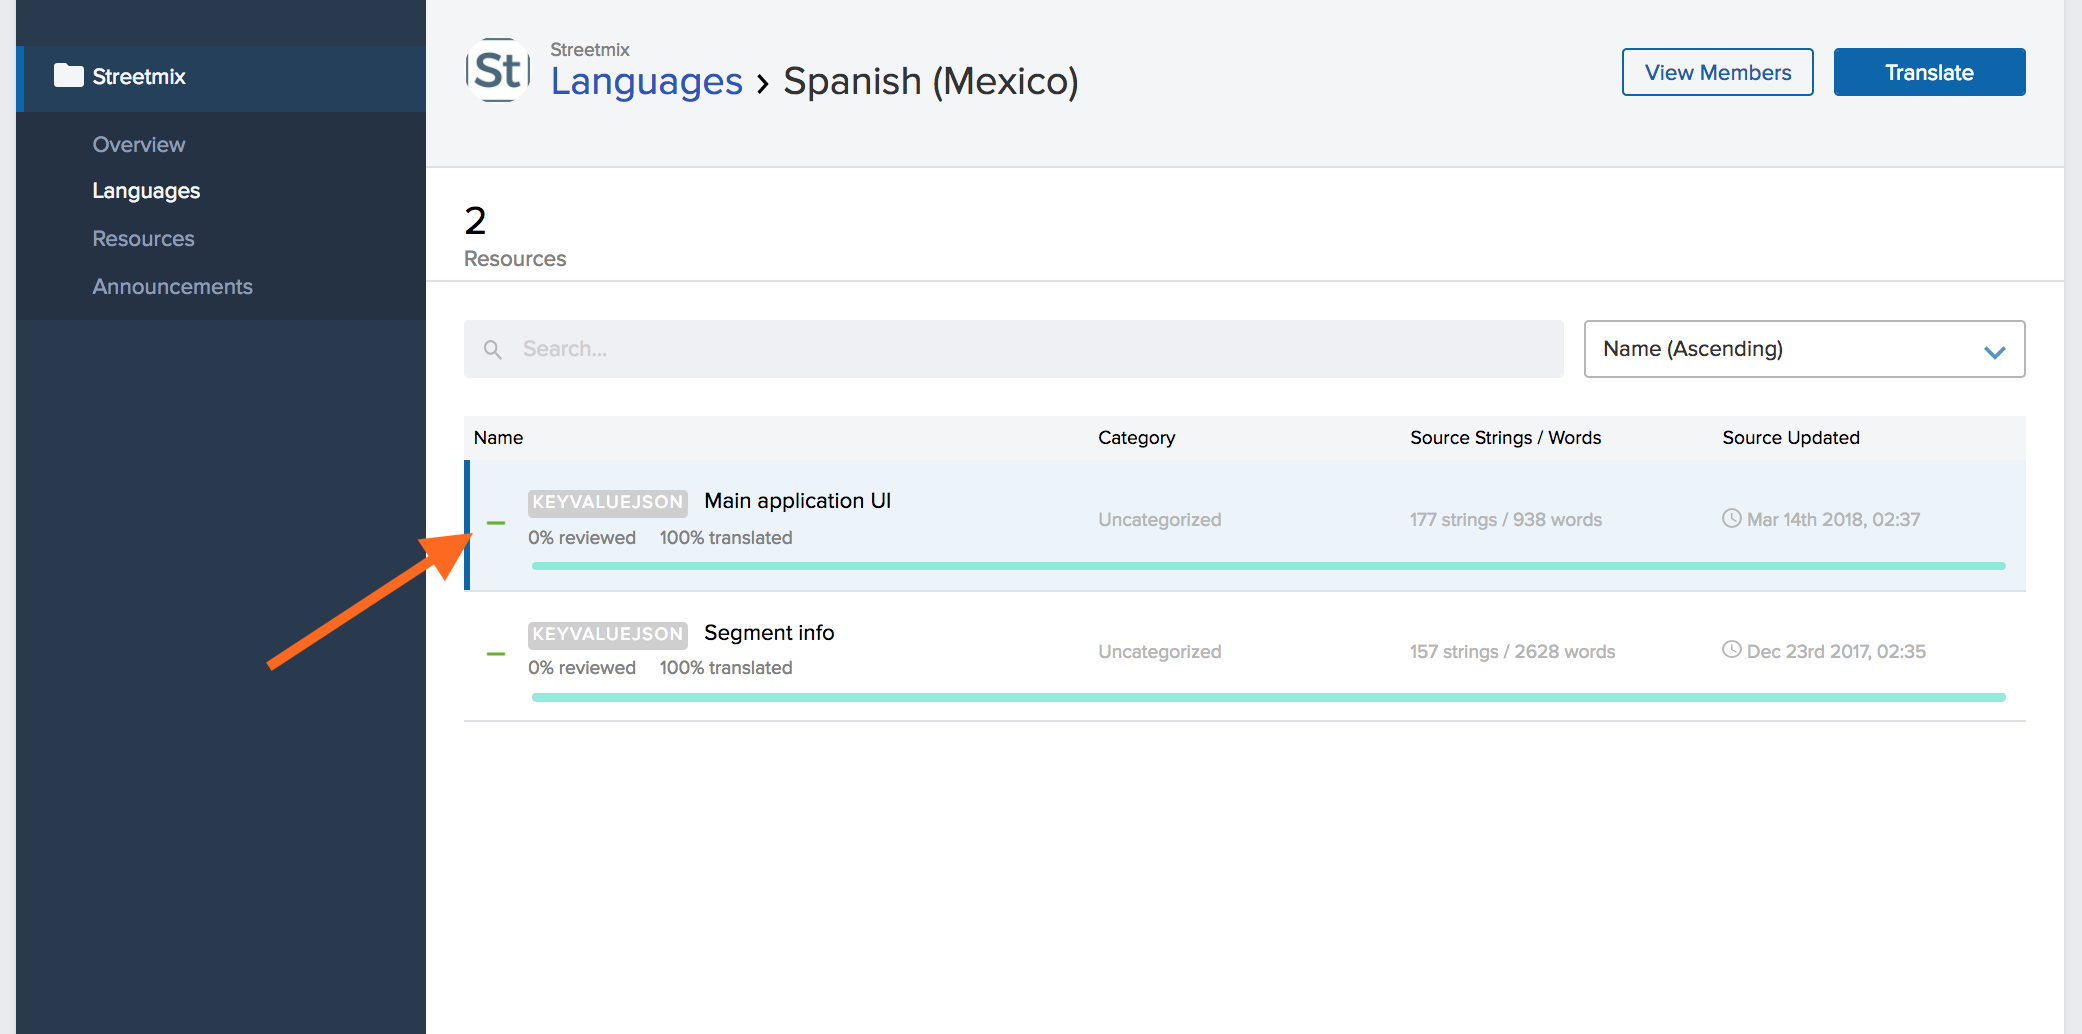 Streetmix
Overview
Languages
Resources
Announcements
St
Streetmix
Languages › Spanish (Mexico)
View Members
Translate
2
Resources
Search...
Name (Ascending)
Name Category Source Strings / Words Source Updated
KEYVALUEJSON Main application UI
Uncategorized 177 strings / 938 words Mar 14th 2018, 02:37
0% reviewed 100% translated
KEYVALUEJSON Segment info
Uncategorized 157 strings / 2628 words Dec 23rd 2017, 02:35
0% reviewed 100% translated